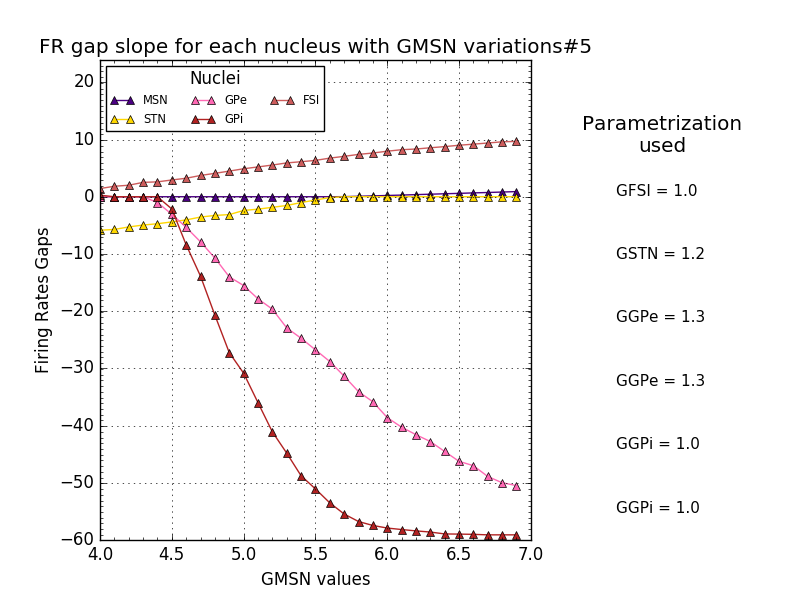 FR gap slope for each nucleus with GMSN variations#5
Nuclei
MSN GPe FSI
STN GPi
20
10
0
−10
−20
−30
−40
−50
−60
Firing Rates Gaps
4.0 4.5 5.0 5.5 6.0 6.5 7.0
GMSN values
Parametrization
used
GFSI = 1.0
GSTN = 1.2
GGPe = 1.3
GGPe = 1.3
GGPi = 1.0
GGPi = 1.0